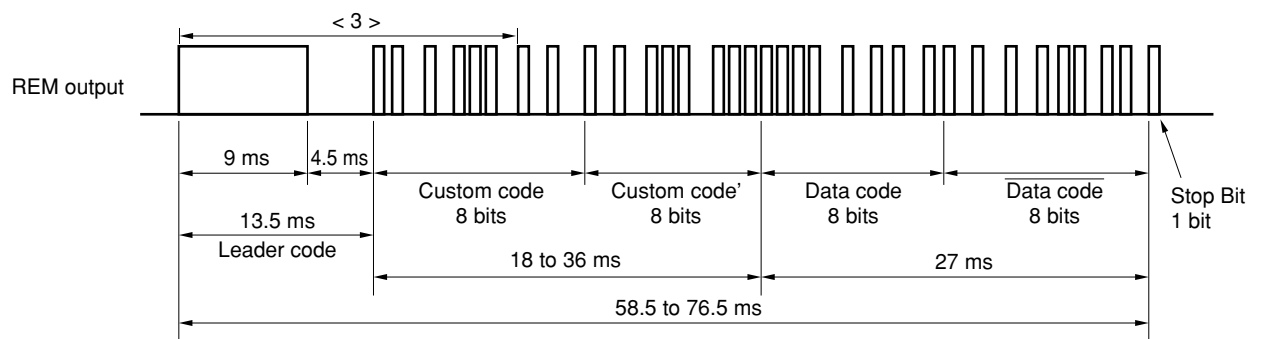 < 3 >
REM output
9 ms
4.5 ms
Custom code
8 bits
Custom code’
8 bits
Data code
8 bits
Data code
8 bits
Stop Bit
1 bit
13.5 ms
Leader code
18 to 36 ms
27 ms
58.5 to 76.5 ms